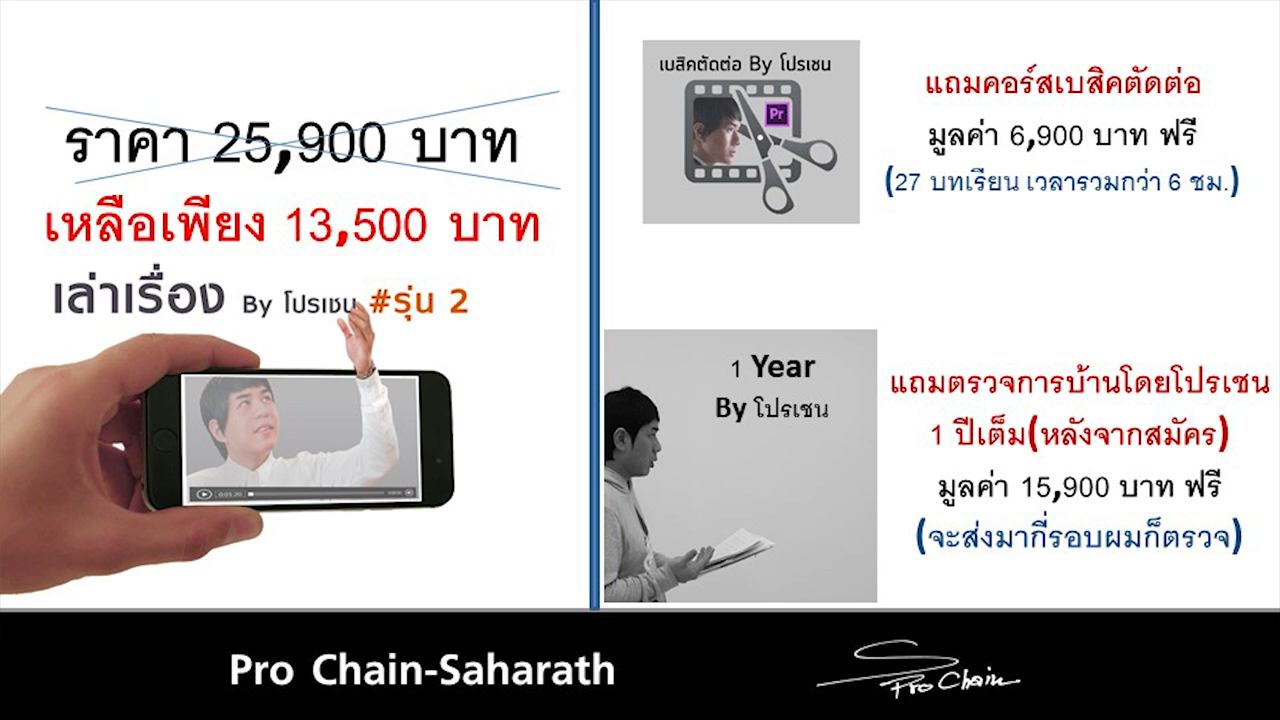 ราคา 25,900 บาท
เหลือเพียง 13,500 บาท
เล่าเรื่อง By โปรเชน #รุ่น 2
เบสิคตัดต่อ By โปรเชน
Pr
แถมคอร์สเบสิคตัดต่อ
มูลค่า 6,900 บาท ฟรี
(27 บทเรียน เวลารวมกว่า 6 ชม.)
1 Year
By โปรเชน
แถมตรวจการบ้านโดยโปรเชน
1 ปีเต็ม(หลังจากสมัคร)
มูลค่า 15,900 บาท ฟรี
(จะส่งมากี่รอบผมก็ตรวจ)
Pro Chain-Saharath
Pro Chain